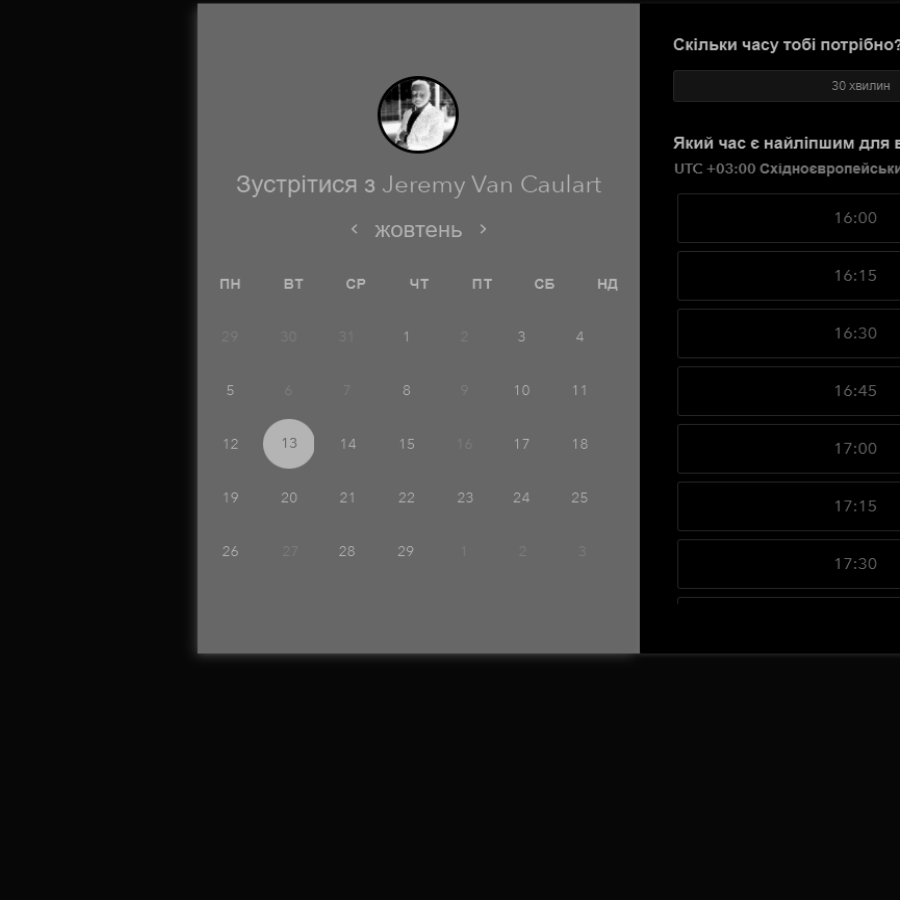 Зустрітися з Jeremy Van Caulart
жовтень
ПН ВТ СР ЧТ ПТ СБ НД
29 30 31 1 2 3 4
5 6 7 8 9 10 11
12 13 14 15 16 17 18
19 20 21 22 23 24 25
26 27 28 29 1 2 3
Скільки часу тобі потрібно?
30 хвилин
Який час є найліпшим для
UTC +03:00
16:00
16:15
16:30
16:45
17:00
17:15
17:30